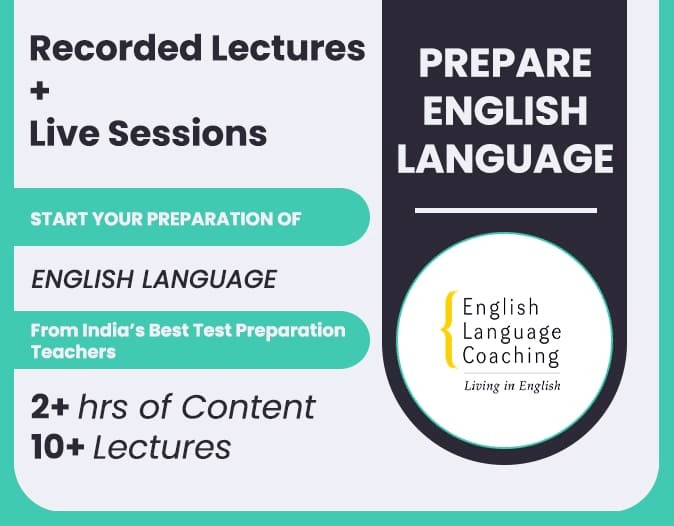 Recorded Lectures
+
Live Sessions
START YOUR PREPARATION OF
ENGLISH LANGUAGE
From India's Best Test Preparation
Teachers
2+ hrs of Content
10+ Lectures
PREPARE
ENGLISH
LANGUAGE
English
Language
Coaching
Living in English